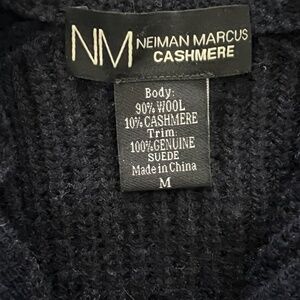 NM NEIMAN MARCUS
CASHMERE
Body:
90% WOOL
10% CASHMERE
Trim:
100%GENUINE
SUEDE
Made in China
M